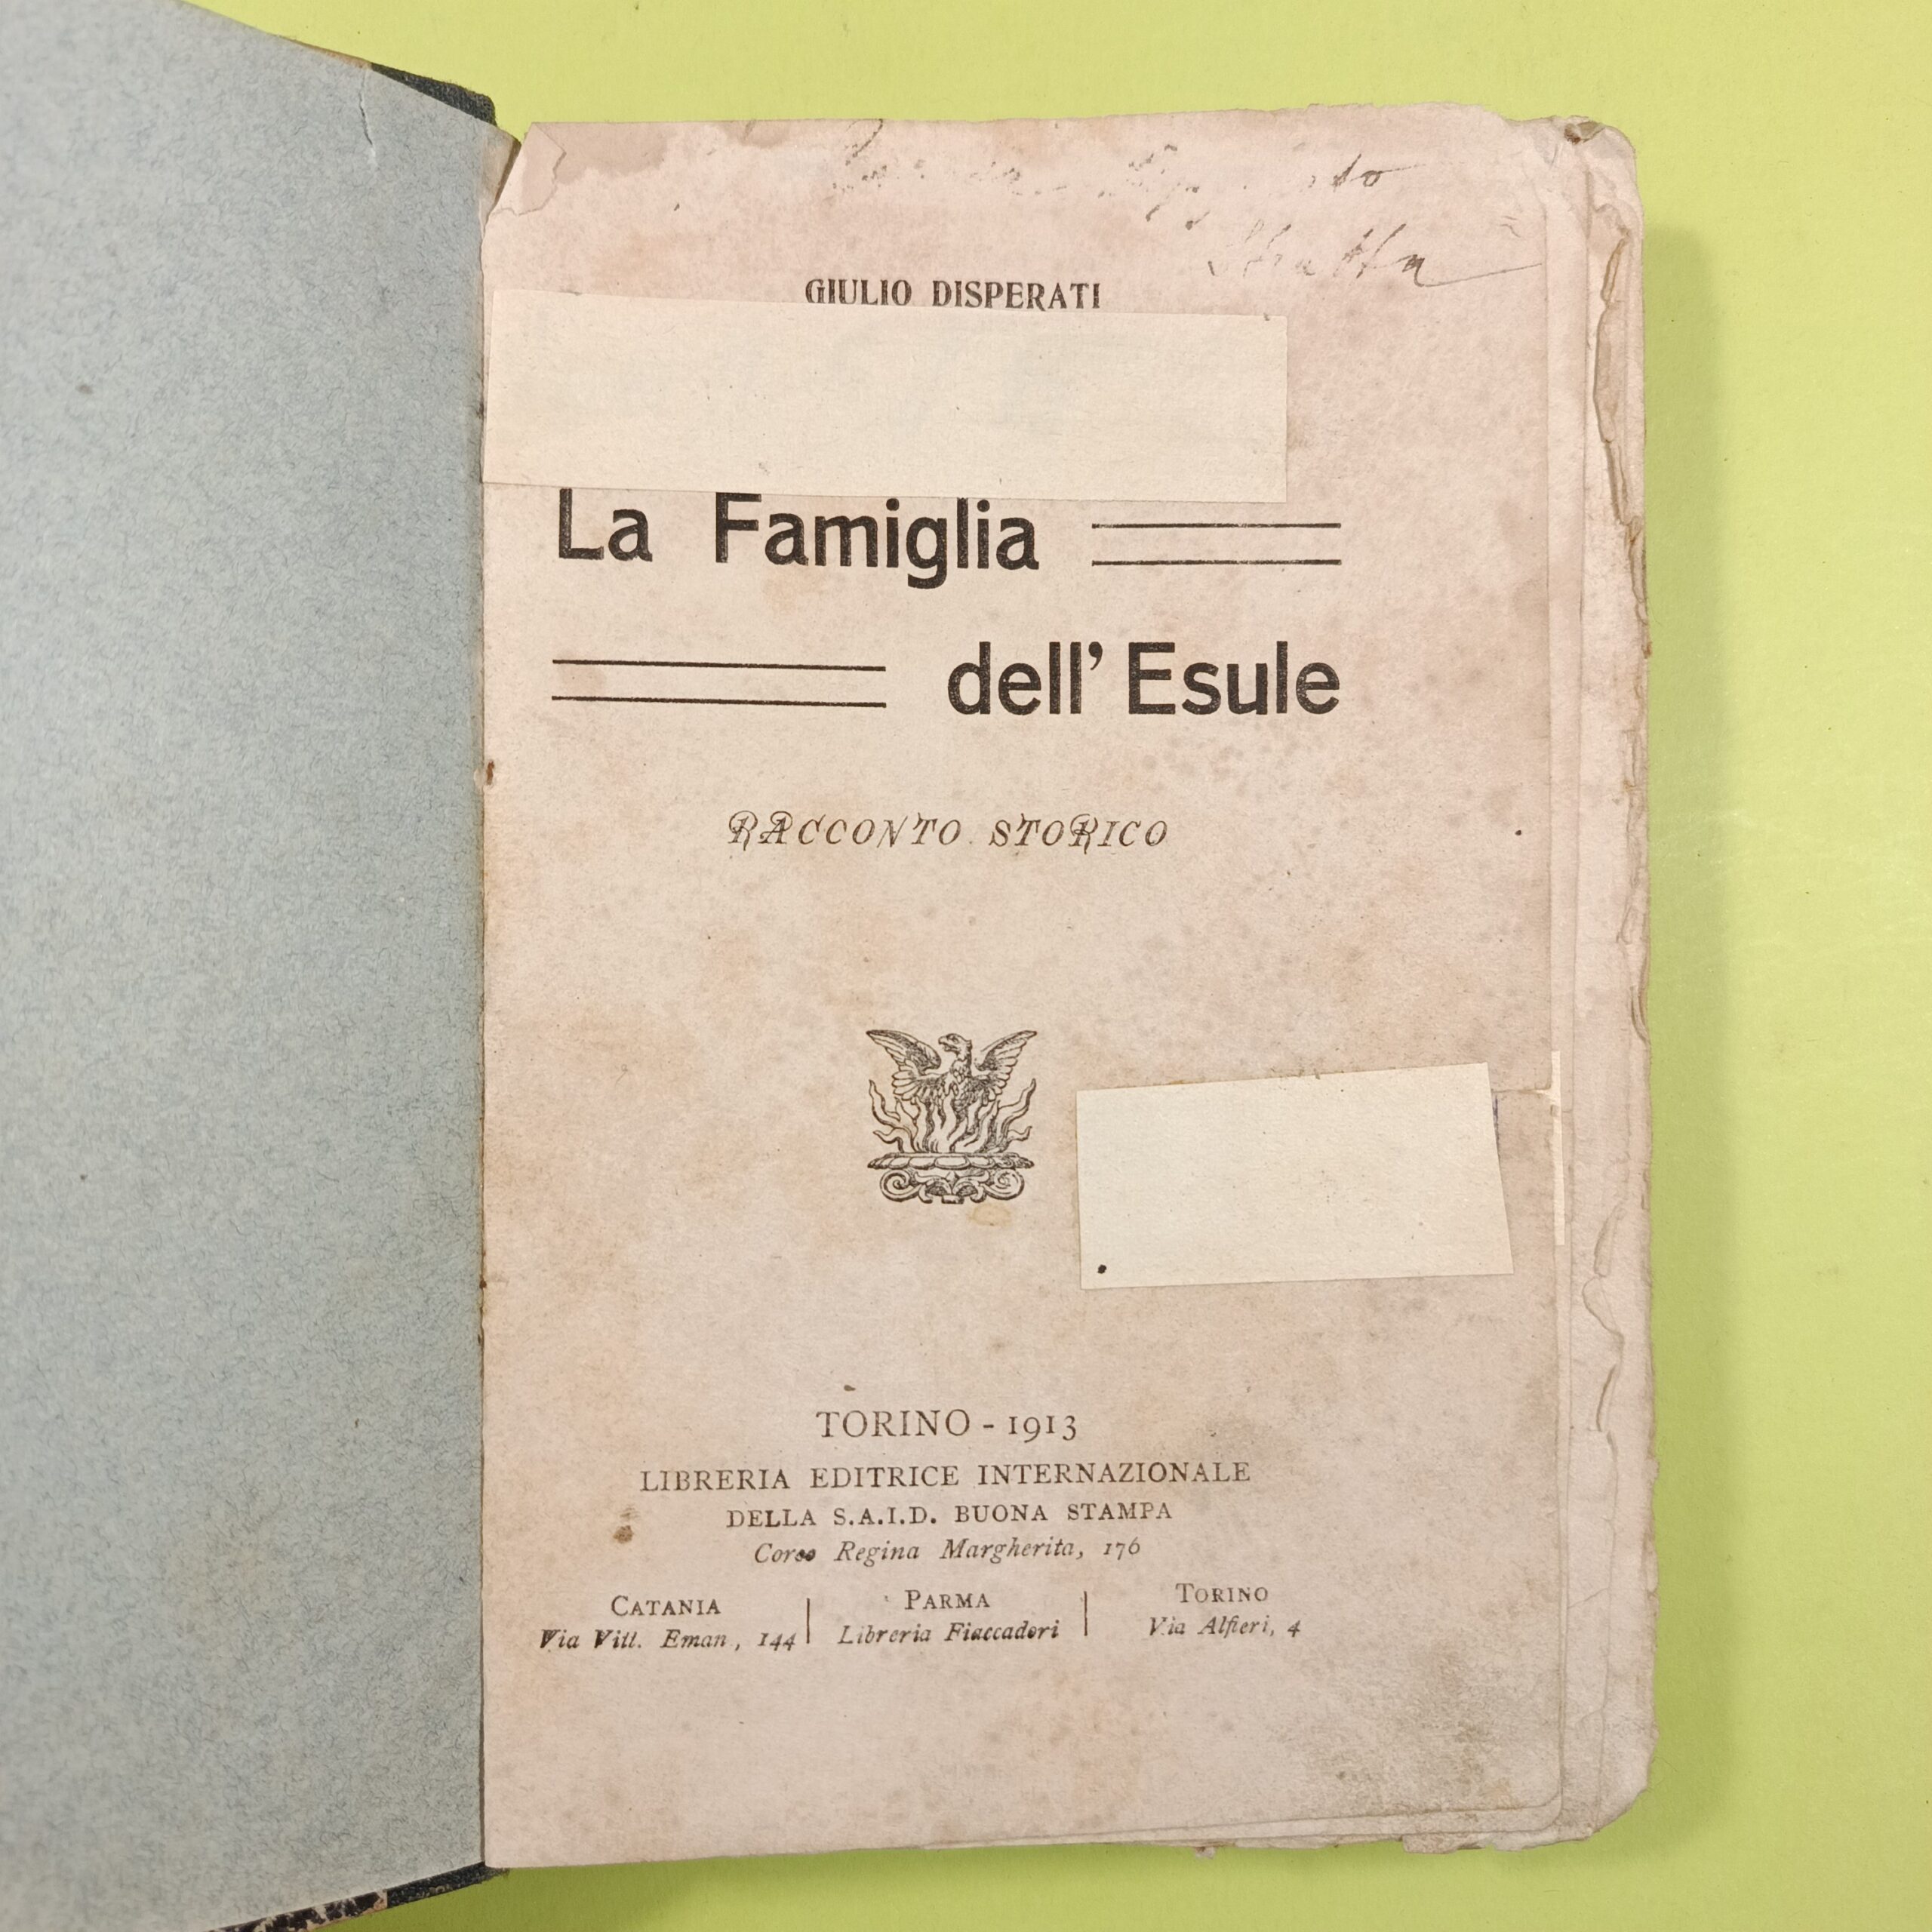 GIULIO DISPERATI
La Famiglia
dell' Esule
RACCONTO STORICO
TORINO - 1913
LIBRERIA EDITRICE INTERNAZIONALE
DELLA S.A.I.D. BUONA STAMPA
Corso Regina Margherita, 176
CATANIA
Via Vitt. Eman, 144
PARMA
Libreria Fiaccadori
TORINO
Via Alfieri, 4